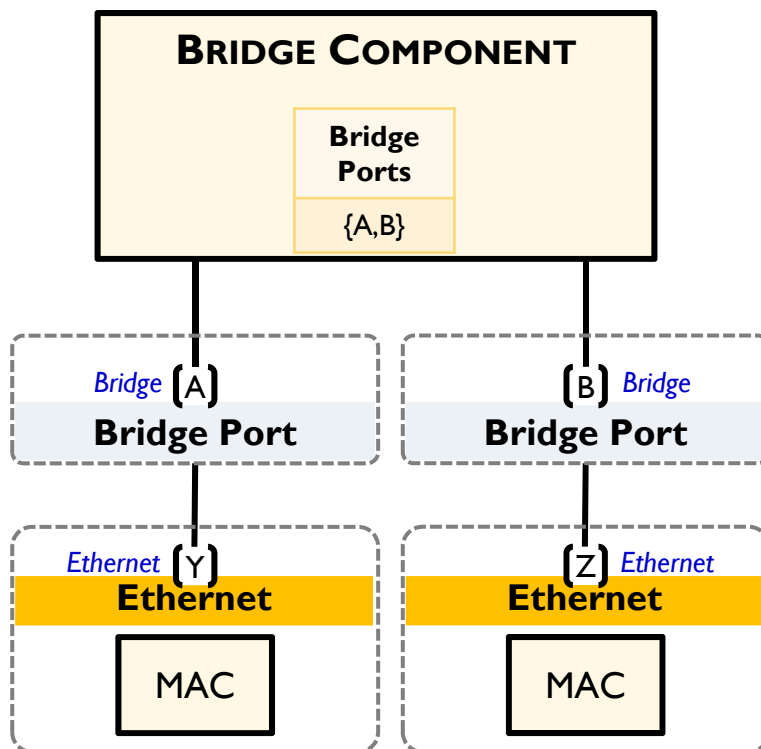 BRIDGE COMPONENT
Bridge
Ports
{A,B}
Bridge [A]
[B] Bridge
Bridge Port
Bridge Port
Ethernet [Y]
[Z] Ethernet
Ethernet
Ethernet
MAC
MAC